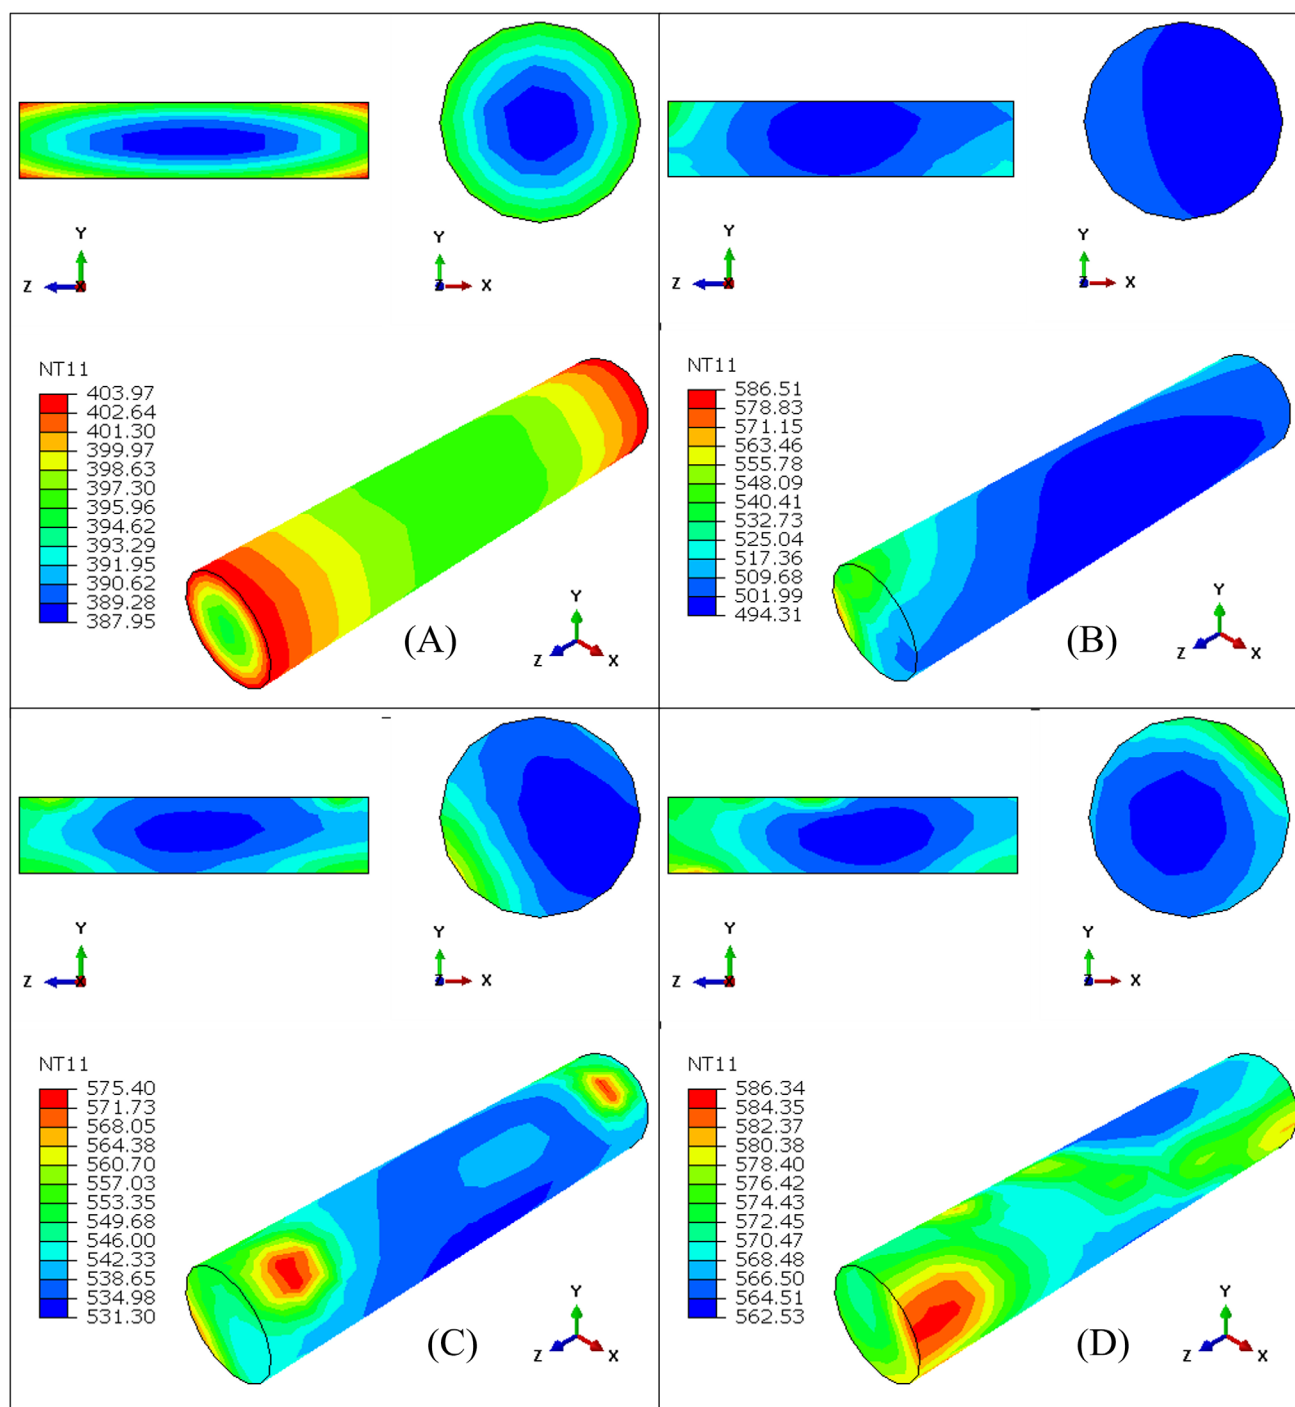 Y
Z X
Y
Z X
NT11
403.97
402.64
401.30
399.97
398.63
397.30
395.96
394.62
393.29
391.95
390.62
389.28
387.95
(A)
Y
Z X
Y
Z X
Y
Z X
NT11
586.51
578.83
571.15
563.46
555.78
548.09
540.41
532.73
525.04
517.36
509.68
501.99
494.31
(B)
Y
Z X
Y
Z X
Y
Z X
NT11
575.40
571.73
568.05
564.38
560.70
557.03
553.35
549.68
546.00
542.33
538.65
534.98
531.30
(C)
Y
Z X
Y
Z X
Y
Z X
NT11
586.34
584.35
582.37
580.38
578.40
576.42
574.43
572.45
570.47
568.48
566.50
564.51
562.53
(D)
Y
Z X